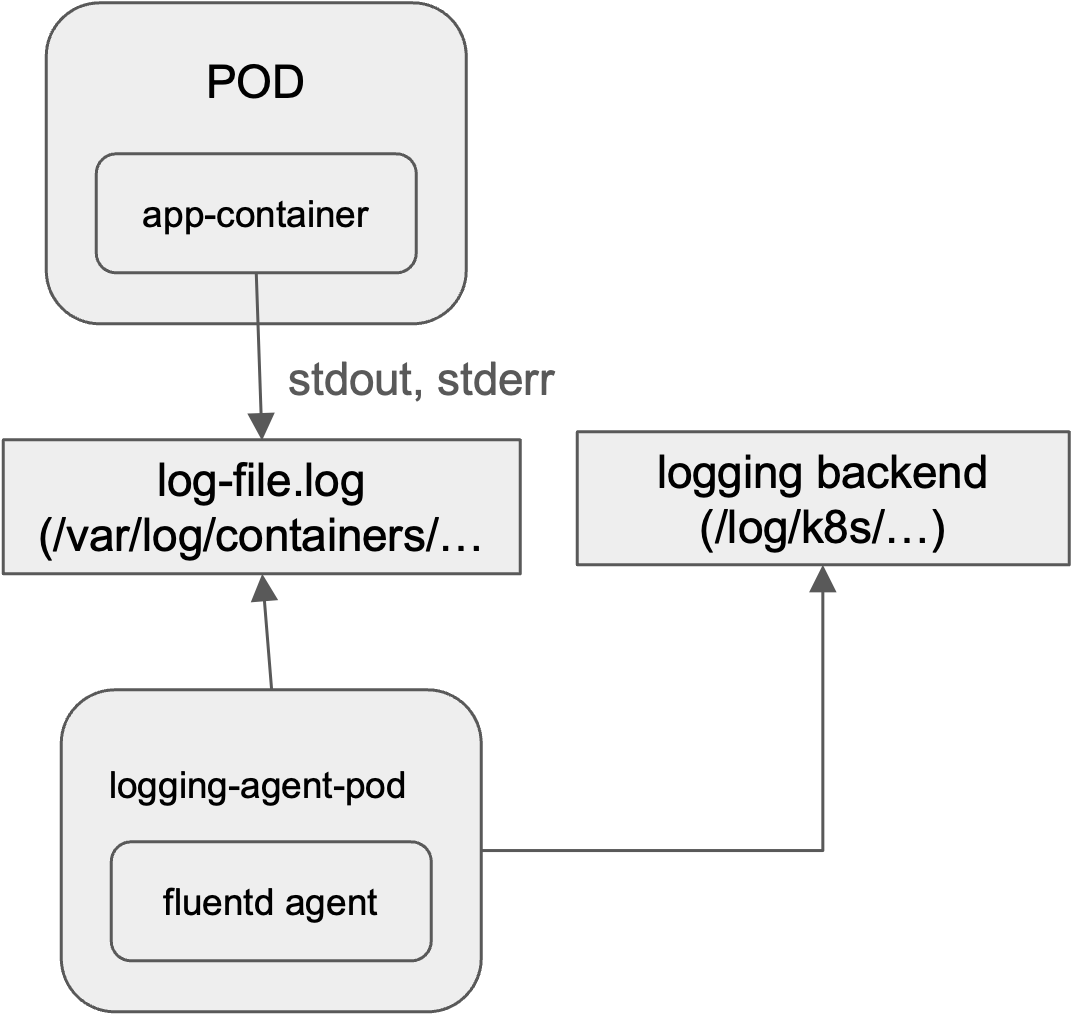 POD
app-container
stdout, stderr
log-file.log
(/var/log/containers/…
logging backend
(/log/k8s/…)
logging-agent-pod
fluentd agent